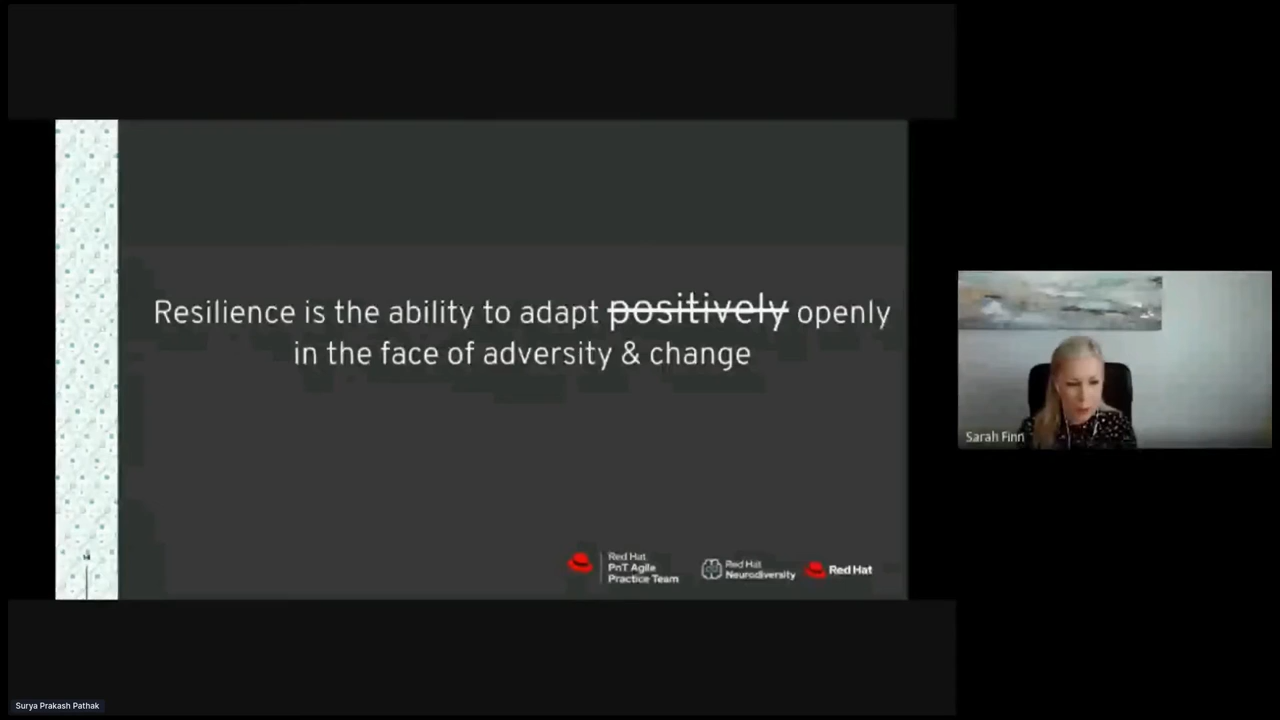 Resilience is the ability to adapt positively openly
in the face of adversity & change
Red Hat
PnT Agile
Practice Team
Red Hat
Neurodiversity
Red Hat
Sarah Finn
Surya Prakash Pathak